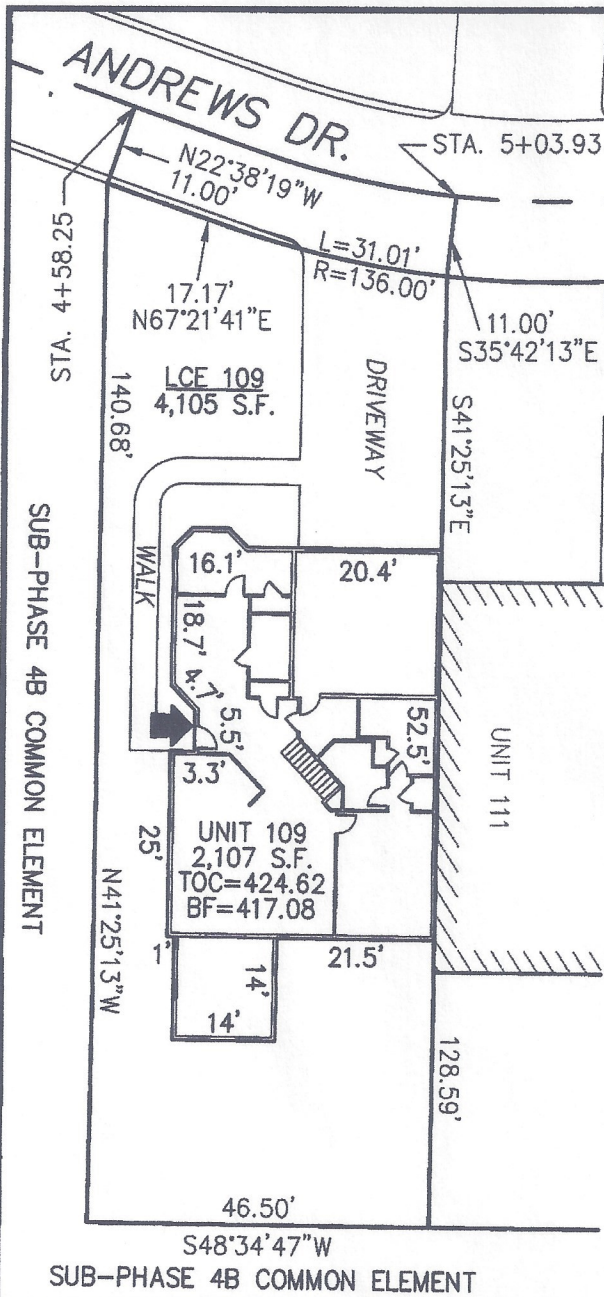 ANDREWS DR.
STA. 5+03.93
N22°38'19"W
11.00'
L=31.01'
R=136.00'
STA. 4+58.25
17.17'
N67°21'41"E
11.00'
S35°42'13"E
LCE 109
4,105 S.F.
DRIVEWAY
140.68'
S41°25'13"E
WALK
16.1'
20.4'
18.7'
4.7'
5.5'
52.5'
3.3'
UNIT 111
SUB-PHASE 4B COMMON ELEMENT
25'
UNIT 109
2,107 S.F.
TOC=424.62
BF=417.08
N41°25'13"W
1'
21.5'
14'
14'
128.59'
46.50'
S48°34'47"W
SUB-PHASE 4B COMMON ELEMENT